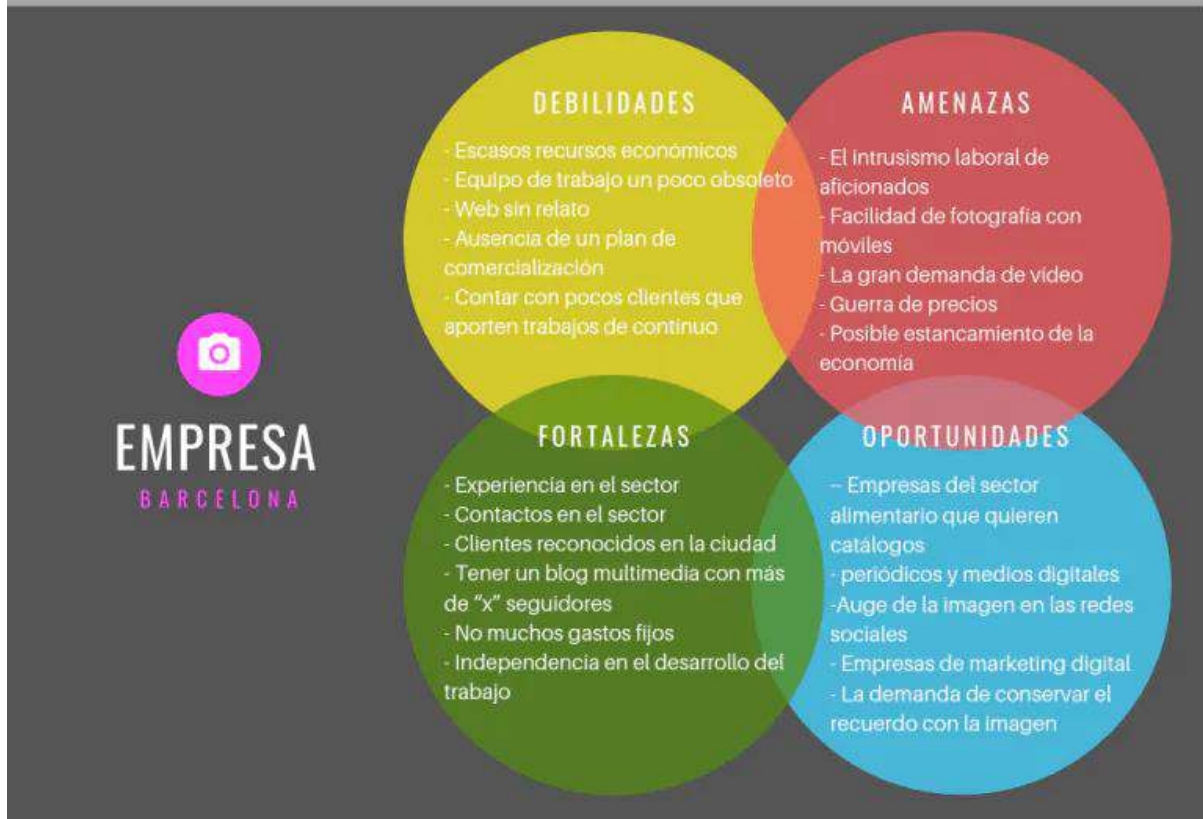 EMPRESA
BARCELONA
DEBILIDADES
- Escasos recursos económicos
- Equipo de trabajo un poco obsoleto
- Web sin relato
- Ausencia de un plan de
comercialización
- Contar con pocos clientes que
aporten trabajos de continuo
AMENAZAS
- El intrusismo laboral de
aficionados
- Facilidad de fotografía con
móviles
- La gran demanda de vídeo
- Guerra de precios
- Posible estancamiento de la
economía
FORTALEZAS
- Experiencia en el sector
- Contactos en el sector
- Clientes reconocidos en la ciudad
- Tener un blog multimedia con más
de “x” seguidores
- No muchos gastos fijos
- Independencia en el desarrollo del
trabajo
OPORTUNIDADES
-- Empresas del sector
alimentario que quieren
catálogos
- periódicos y medios digitales
-Auge de la imagen en las redes
sociales
- Empresas de marketing digital
- La demanda de conservar el
recuerdo con la imagen